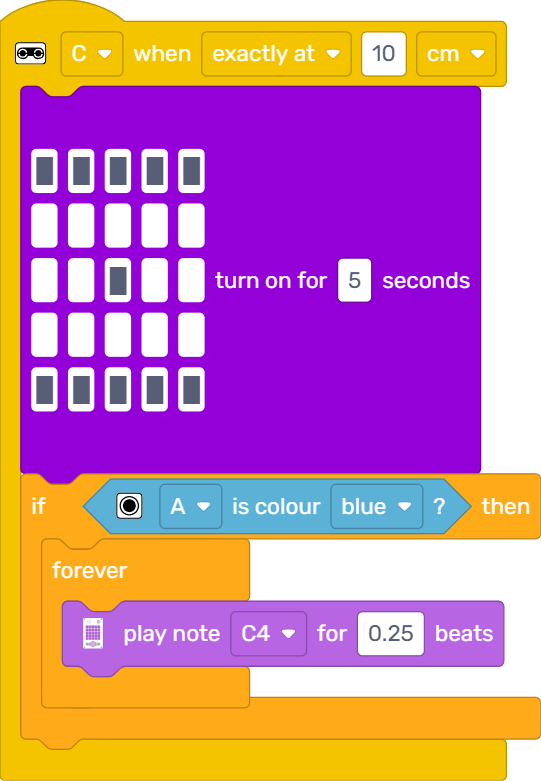 C when exactly at 10 cm
turn on for 5 seconds
if A is colour blue ? then
forever
play note C4 for 0.25 beats